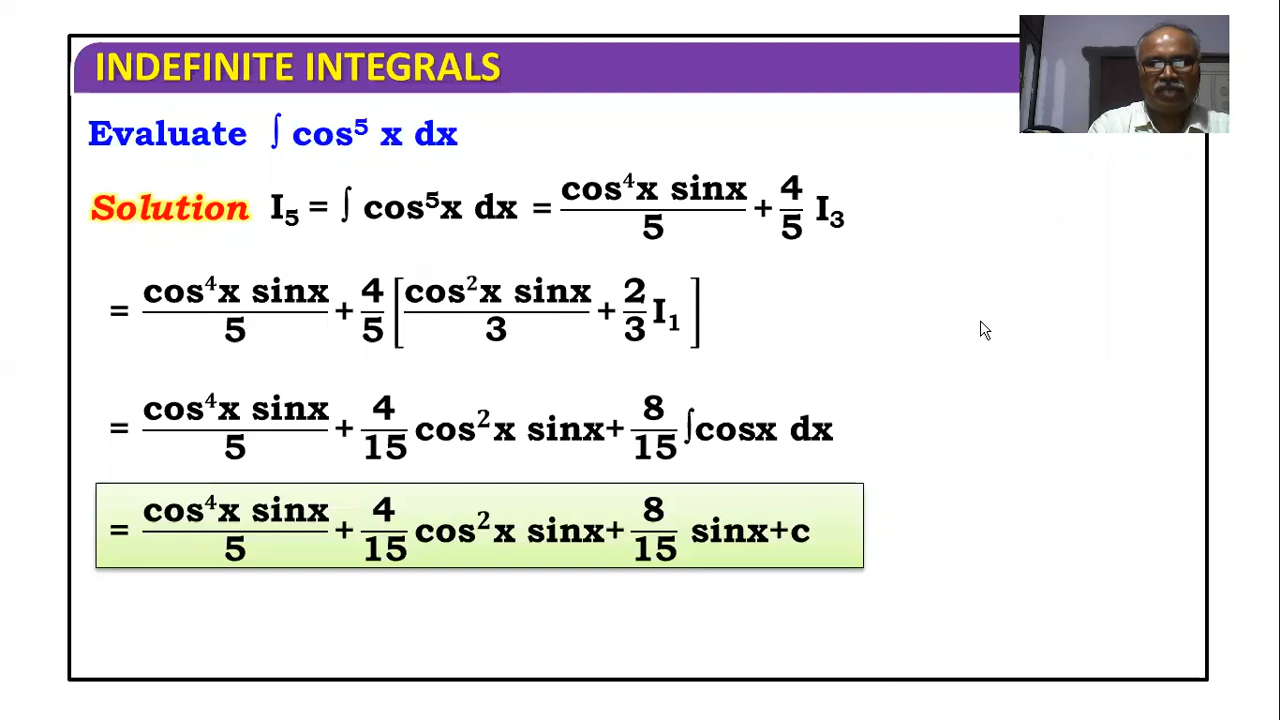 INDEFINITE INTEGRALS
Evaluate ∫ cos⁵ x dx
Solution I₅ = ∫ cos⁵x dx = cos⁴x sinx / 5 + 4/5 I₃
= cos⁴x sinx / 5 + 4/5 [cos²x sinx / 3 + 2/3 I₁]
= cos⁴x sinx / 5 + 4/15 cos²x sinx+ 8/15 ∫cosx dx
= cos⁴x sinx / 5 + 4/15 cos²x sinx+ 8/15 sinx+c